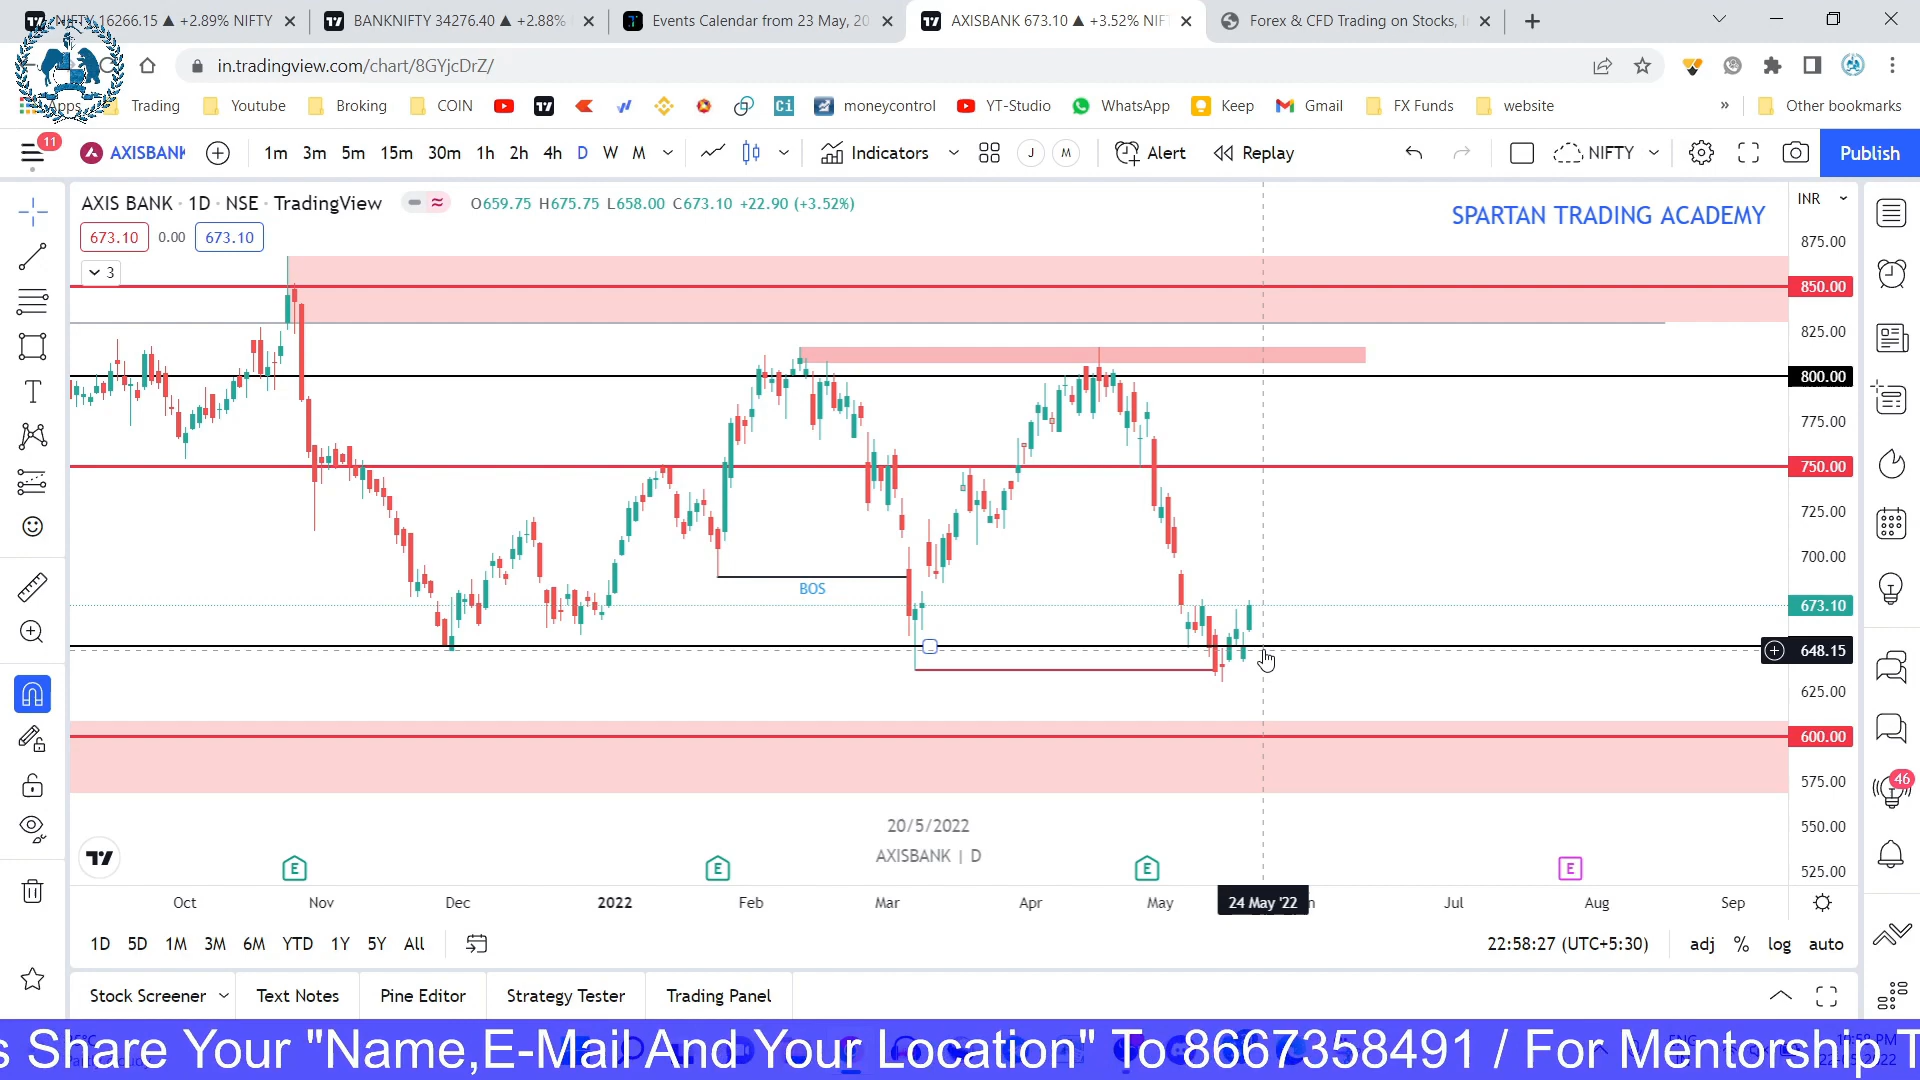 NIFTY 16266.15 ▲ +2.89% NIFTY
BANKNIFTY 34276.40 ▲ +2.88%
Events Calendar from 23 May, 20
AXISBANK 673.10 ▲ +3.52% NIFT
Forex & CFD Trading on Stocks, I
in.tradingview.com/chart/8GYjcDrZ/
Apps Trading Youtube Broking COIN Ci moneycontrol YT-Studio WhatsApp Keep Gmail FX Funds website » Other bookmarks
11 AXISBANK 1m 3m 5m 15m 30m 1h 2h 4h D W M Indicators J M Alert Replay NIFTY Publish
AXIS BANK · 1D · NSE · TradingView O659.75 H675.75 L658.00 C673.10 +22.90 (+3.52%) INR
SPARTAN TRADING ACADEMY
673.10 0.00 673.10
3
875.00
850.00
825.00
800.00
775.00
750.00
725.00
700.00
BOS
673.10
648.15
625.00
600.00
575.00
46
550.00
525.00
20/5/2022
AXISBANK | D
E E E E
Oct Nov Dec 2022 Feb Mar Apr May 24 May '22 Jul Aug Sep
1D 5D 1M 3M 6M YTD 1Y 5Y All 22:58:27 (UTC+5:30) adj % log auto
Stock Screener Text Notes Pine Editor Strategy Tester Trading Panel
s Share Your "Name,E-Mail And Your Location" To 8667358491 / For Mentorship T